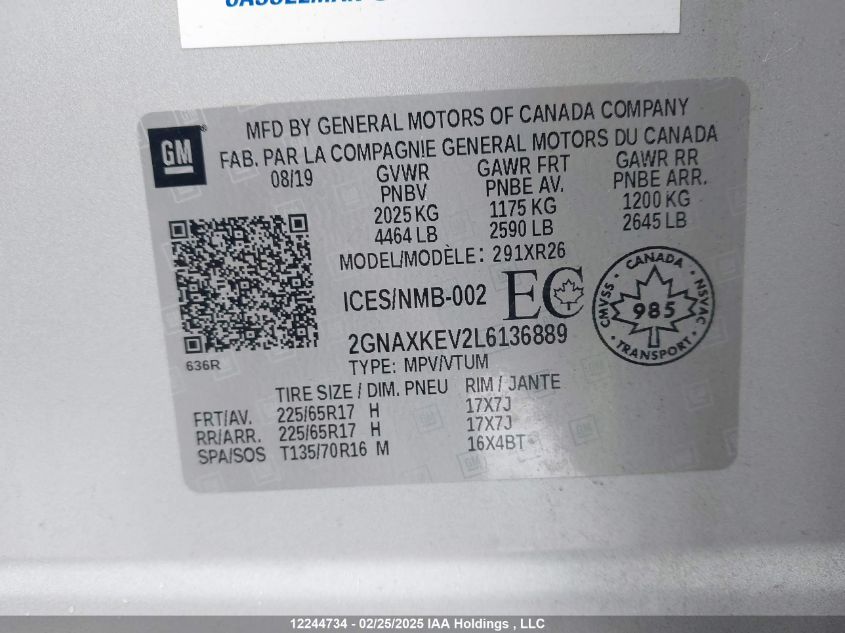 MFD BY GENERAL MOTORS OF CANADA COMPANY
FAB. PAR LA COMPAGNIE GENERAL MOTORS DU CANADA
GM
08/19
GVWR
PNBV
2025 KG
4464 LB
GAWR FRT
PNBE AV.
1175 KG
2590 LB
GAWR RR
PNBE ARR.
1200 KG
2645 LB
MODEL/MODÈLE: 291XR26
ICES/NMB-002
EC
CANADA
CMVSS
985
NSVAC
TRANSPORT
2GNAXKEV2L6136889
636R
TYPE: MPV/VTUM
TIRE SIZE / DIM. PNEU RIM / JANTE
FRT/AV. 225/65R17 H 17X7J
RR/ARR. 225/65R17 H 17X7J
SPA/SOS T135/70R16 M 16X4BT
12244734 - 02/25/2025 IAA Holdings , LLC